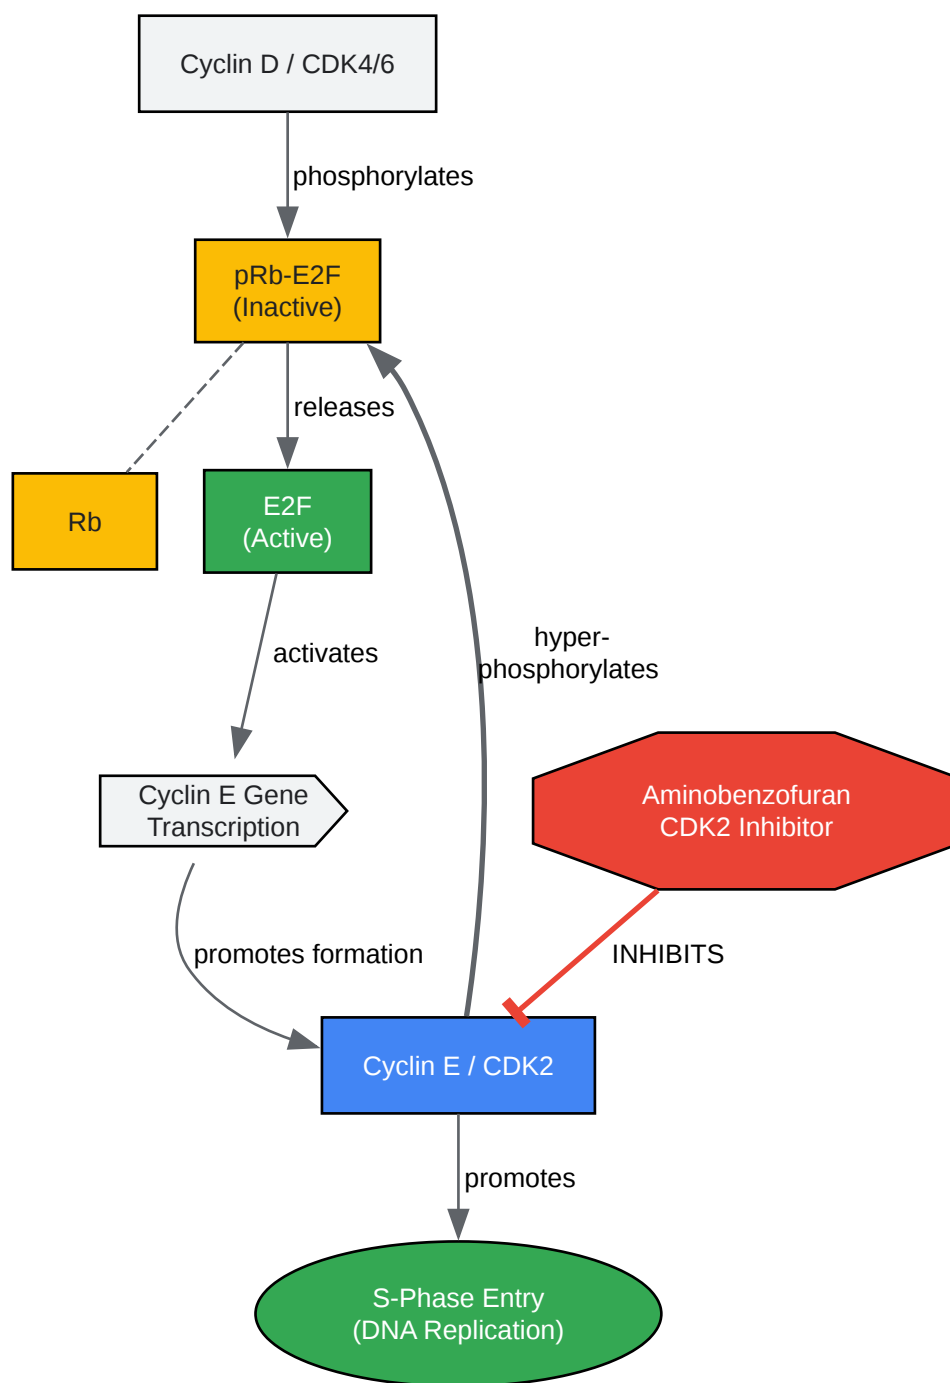 Cyclin D / CDK4/6
phosphorylates
pRb-E2F
(Inactive)
releases
Rb
E2F
(Active)
activates
hyper-
phosphorylates
Cyclin E Gene
Transcription
Aminobenzofuran
CDK2 Inhibitor
promotes formation
INHIBITS
Cyclin E / CDK2
promotes
S-Phase Entry
(DNA Replication)